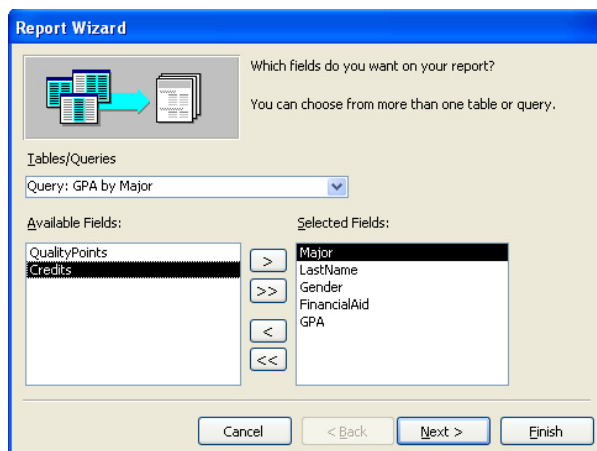 Report Wizard
Which fields do you want on your report?
You can choose from more than one table or query.
Tables/Queries
Query: GPA by Major
Available Fields:
Selected Fields:
QualityPoints
Credits
>
>>
<
<<
Major
LastName
Gender
FinancialAid
GPA
Cancel
< Back
Next >
Finish